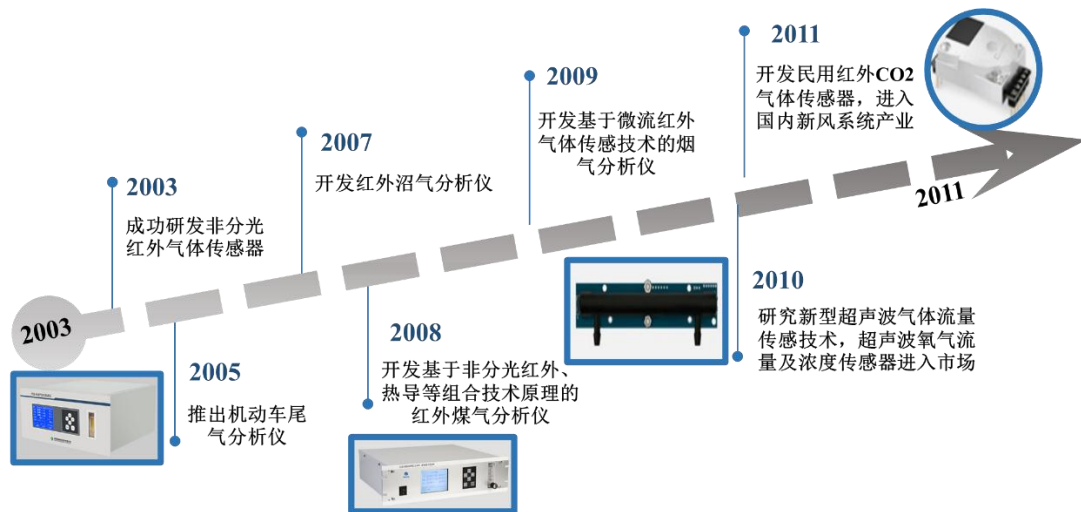 2003
2003
成功研发非分光
红外气体传感器
2005
推出机动车尾
气分析仪
2007
开发红外沼气分析仪
2008
开发基于非分光红外、
热导等组合技术原理的
红外煤气分析仪
2009
开发基于微流红外
气体传感技术的烟
气分析仪
2010
研究新型超声波气体流量
传感技术，超声波氧气流
量及浓度传感器进入市场
2011
开发民用红外CO2
气体传感器，进入
国内新风系统产业
2011